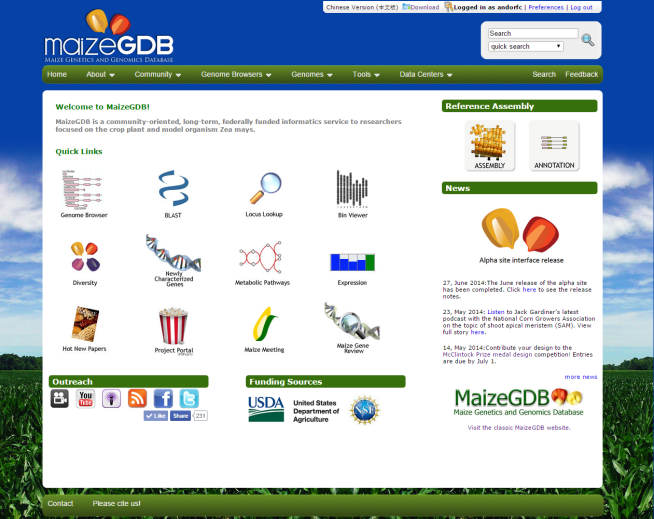 Chinese Version (中文版) Download Logged in as andorfc | Preferences | Log out
maizeGDB
MAIZE GENETICS AND GENOMICS DATABASE
Search
quick search
Home About Community Genome Browsers Genomes Tools Data Centers Search Feedback
Welcome to MaizeGDB!
MaizeGDB is a community-oriented, long-term, federally funded informatics service to researchers
focused on the crop plant and model organism Zea mays.
Quick Links
Genome Browser
BLAST
Locus Lookup
Bin Viewer
Diversity
Newly
Characterized
Genes
Metabolic Pathways
Expression
Hot New Papers
Project Portal
Maize Meeting
Maize Gene
Review
Outreach
You
Tube
Like Share 231
Funding Sources
USDA
United States
Department of
Agriculture
NSF
Reference Assembly
ASSEMBLY
ANNOTATION
News
Alpha site interface release
27, June 2014:The June release of the alpha site
has been completed. Click here to see the release
notes.
23, May 2014: Listen to Jack Gardiner's latest
podcast with the National Corn Growers Association
on the topic of shoot apical meristem (SAM). View
full story here.
14, May 2014:Contribute your design to the
McClintock Prize medal design competition! Entries
are due by July 1.
more news
MaizeGDB
Maize Genetics and Genomics Database
Visit the classic MaizeGDB website.
Contact Please cite us!